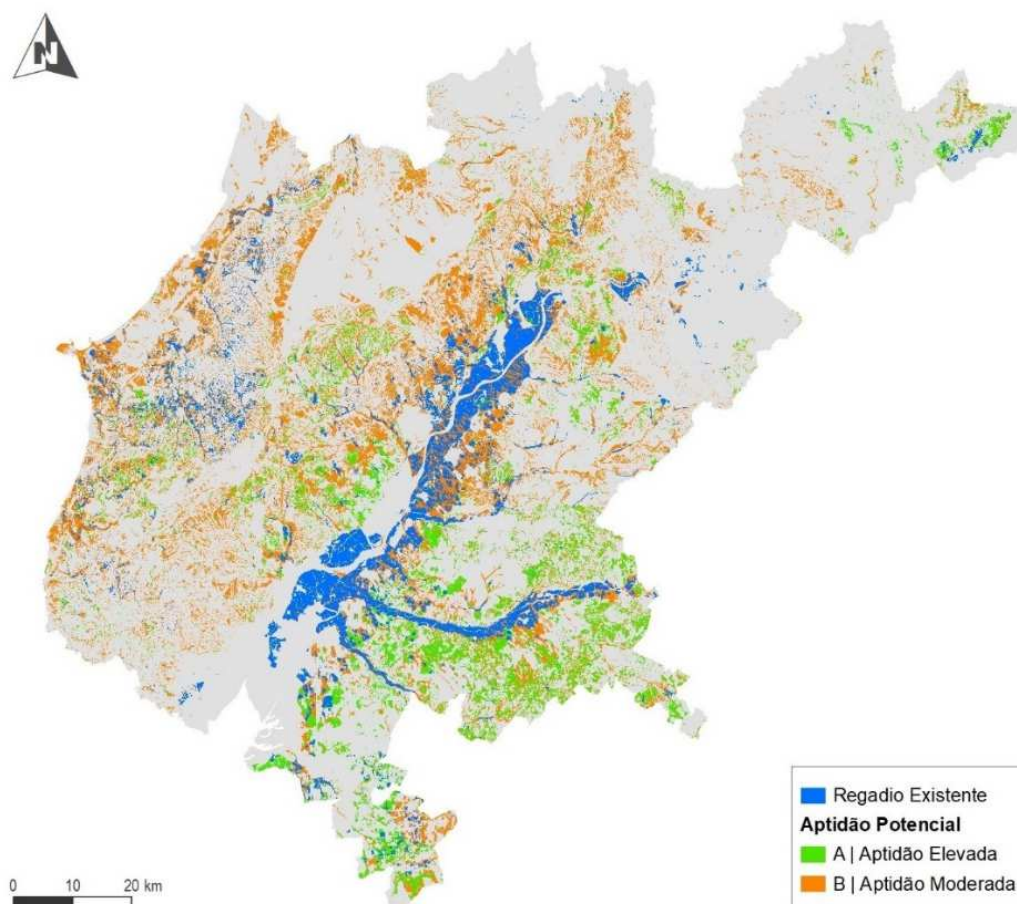 N
Regadio Existente
Aptidão Potencial
A | Aptidão Elevada
B | Aptidão Moderada
0 10 20 km